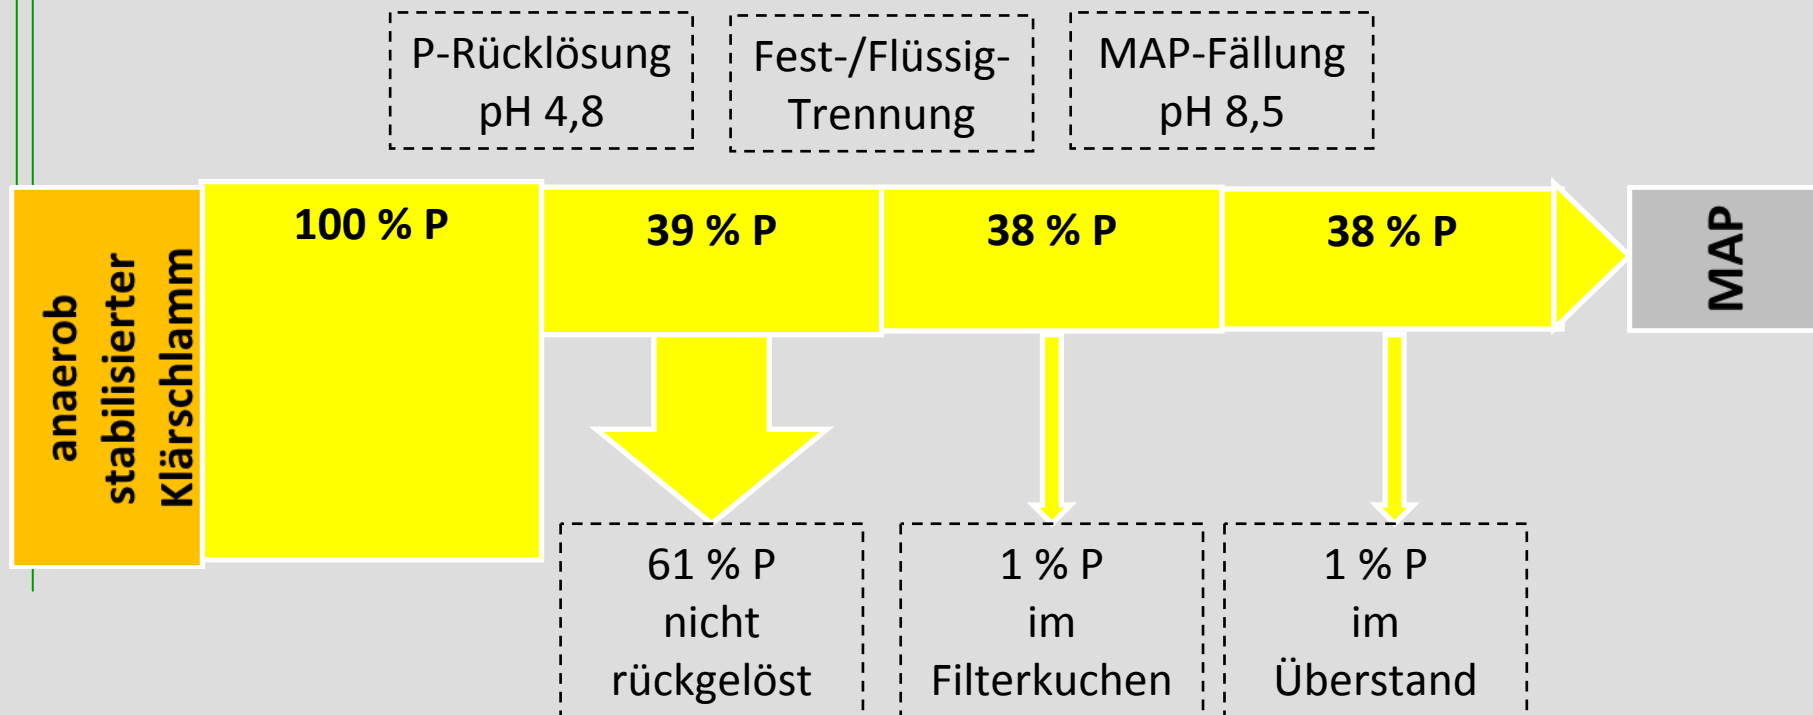 P-Rücklösung
pH 4,8
Fest-/Flüssig-
Trennung
MAP-Fällung
pH 8,5
anaerob
stabilisierter
Klärschlamm
100 % P
39 % P
38 % P
38 % P
MAP
61 % P
nicht
rückgelöst
1 % P
im
Filterkuchen
1 % P
im
Überstand